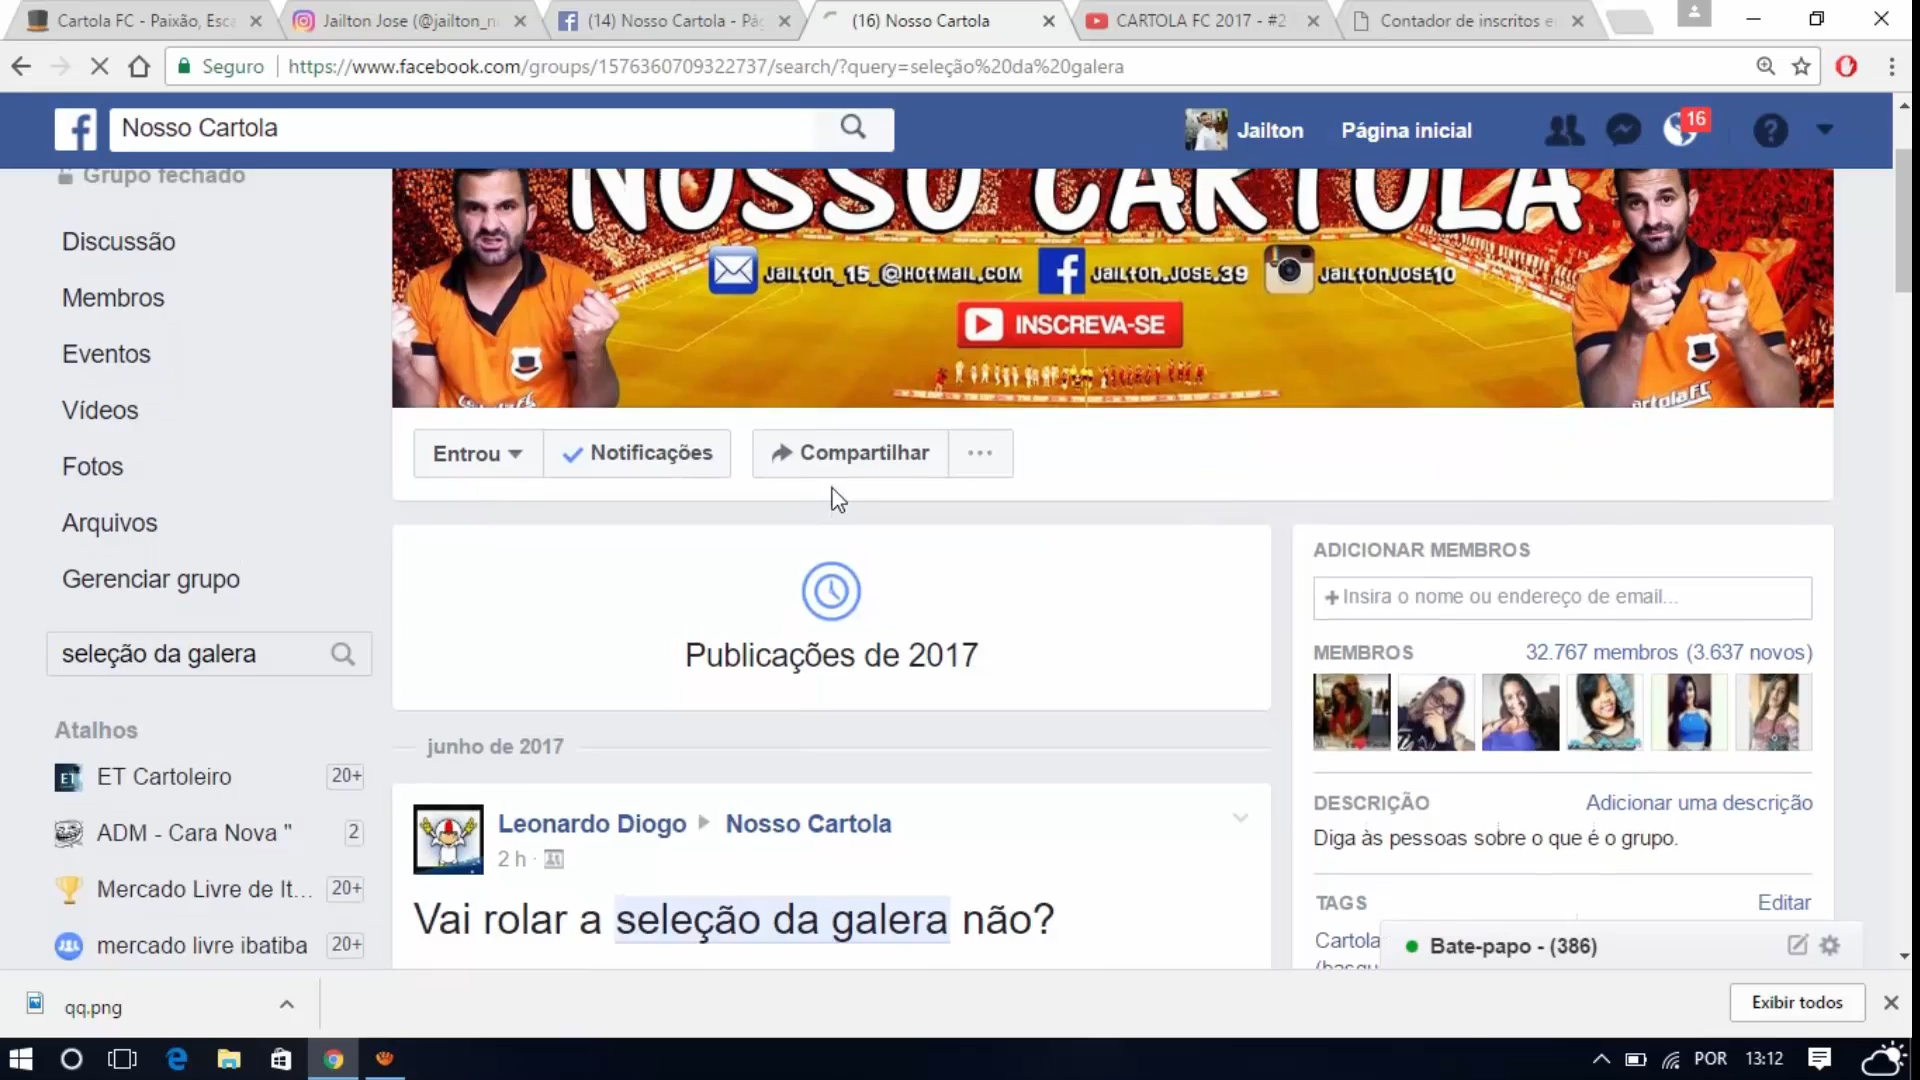 Cartola FC - Paixão, Esca
Jailton Jose (@jailton_n
(14) Nosso Cartola - Pág
(16) Nosso Cartola
CARTOLA FC 2017 - #2
Contador de inscritos e
Seguro
https://www.facebook.com/groups/1576360709322737/search/?query=seleção%20da%20galera
Nosso Cartola
Jailton
Página inicial
16
Grupo fechado
NOSSO CARTOLA
JAILTON_15_@HOTMAIL.COM
JAILTON.JOSE.39
JAILTONJOSE10
INSCREVA-SE
Discussão
Membros
Eventos
Vídeos
Fotos
Arquivos
Gerenciar grupo
seleção da galera
Entrou
Notificações
Compartilhar
Publicações de 2017
junho de 2017
Leonardo Diogo
Nosso Cartola
2 h ·
Vai rolar a seleção da galera não?
ADICIONAR MEMBROS
+ Insira o nome ou endereço de email...
MEMBROS
32.767 membros (3.637 novos)
DESCRIÇÃO
Adicionar uma descrição
Diga às pessoas sobre o que é o grupo.
TAGS
Editar
Cartola
Bate-papo - (386)
Atalhos
ET Cartoleiro
20+
ADM - Cara Nova "
2
Mercado Livre de It...
20+
mercado livre ibatiba
20+
qq.png
Exibir todos
POR
13:12